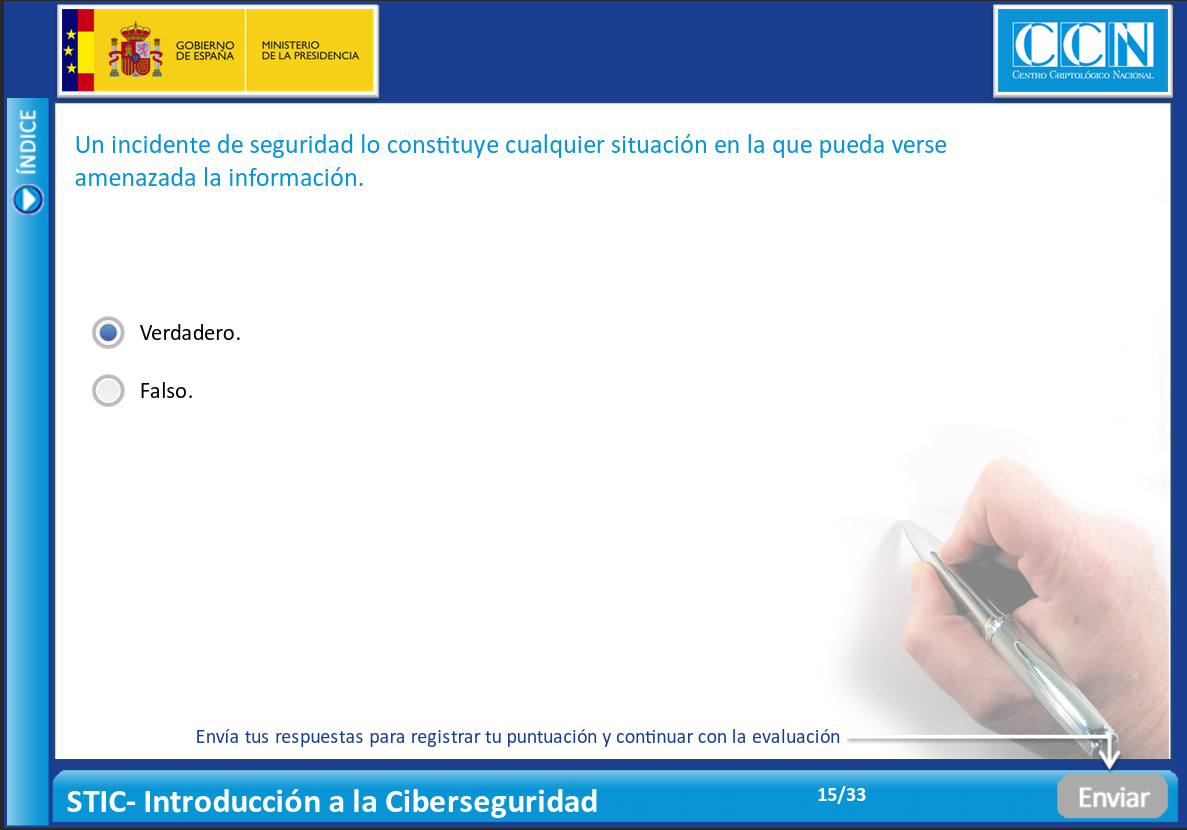 GOBIERNO
DE ESPAÑA
MINISTERIO
DE LA PRESIDENCIA
CCN
CENTRO CRIPTOLÓGICO NACIONAL
ÍNDICE
Un incidente de seguridad lo constituye cualquier situación en la que pueda verse
amenazada la información.
Verdadero.
Falso.
Envía tus respuestas para registrar tu puntuación y continuar con la evaluación
STIC- Introducción a la Ciberseguridad
15/33
Enviar